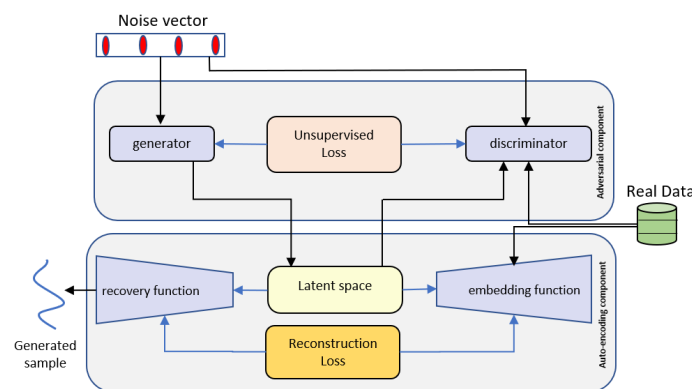 Noise vector
generator
Unsupervised
Loss
discriminator
Adversarial component
Real Data
recovery function
Latent space
embedding function
Auto-encoding component
Generated
sample
Reconstruction
Loss